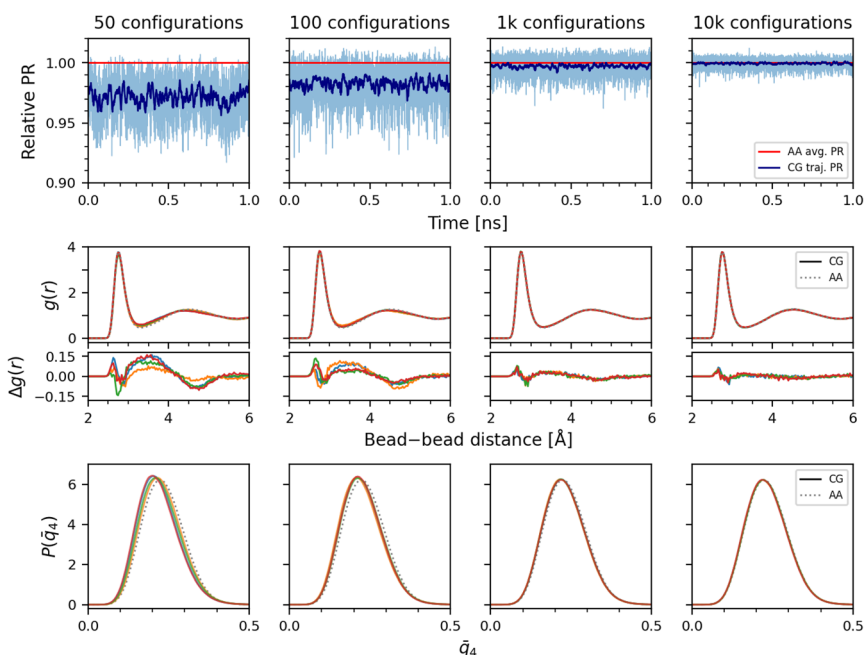 50 configurations 100 configurations 1k configurations 10k configurations
Relative PR
1.00
0.95
0.90
AA avg. PR
CG traj. PR
0.0 0.5 1.0 0.0 0.5 1.0 0.0 0.5 1.0 0.0 0.5 1.0
Time [ns]
g(r)
4
2
0
CG
AA
Δg(r)
0.15
0.00
−0.15
2 4 6 2 4 6 2 4 6 2 4 6
Bead−bead distance [Å]
P(q̄₄)
6
4
2
0
CG
AA
0.0 0.5 0.0 0.5 0.0 0.5 0.0 0.5
q̄₄